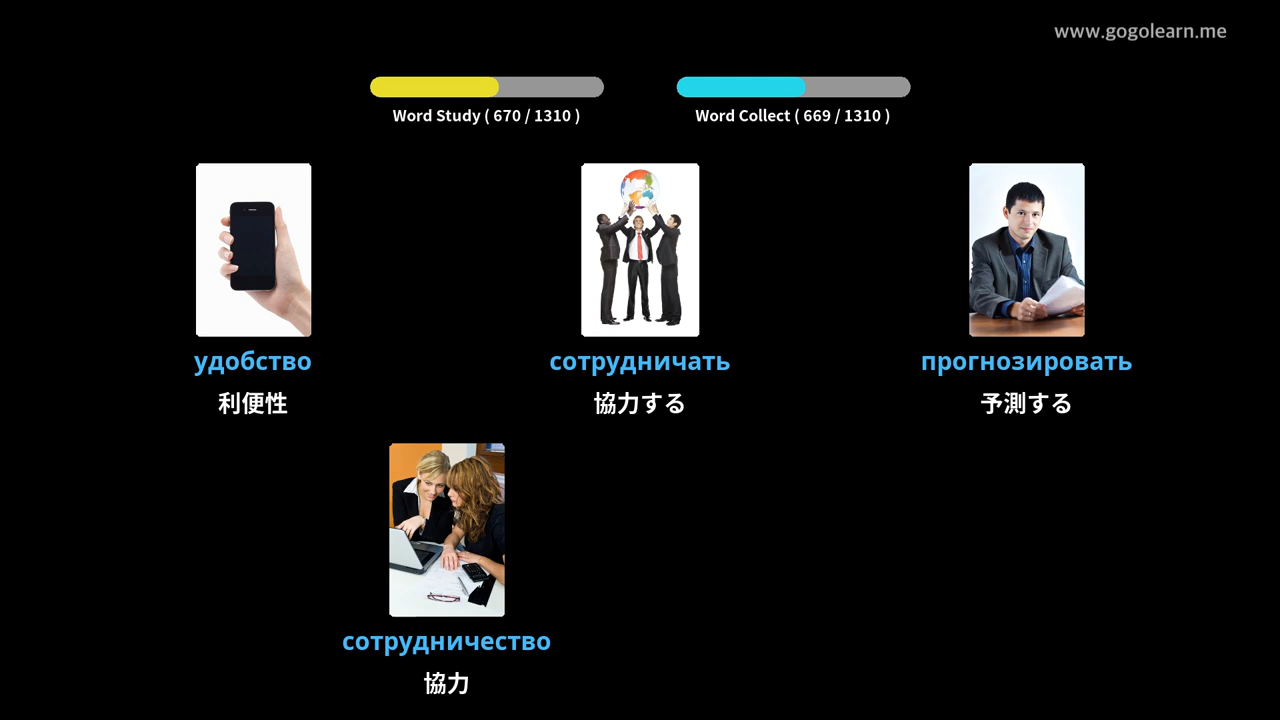 www.gogolearn.me
Word Study ( 670 / 1310 )
Word Collect ( 669 / 1310 )
удобство
сотрудничать
прогнозировать
利便性
協力する
予測する
сотрудничество
協力